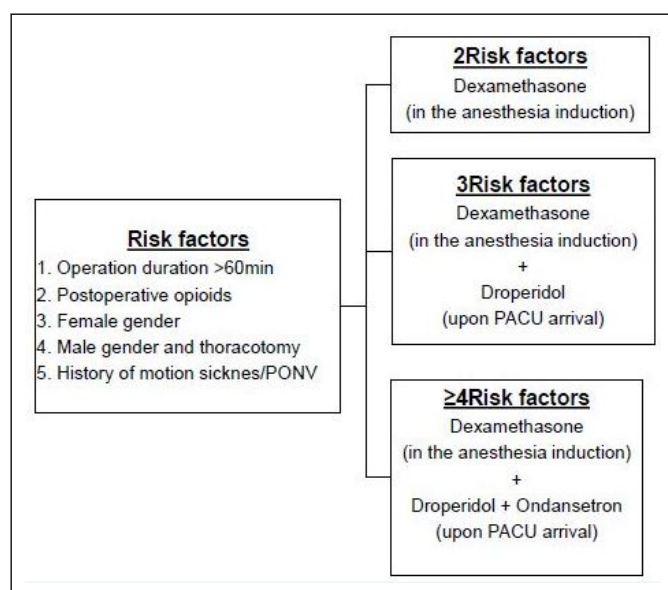 Risk factors
1. Operation duration >60min
2. Postoperative opioids
3. Female gender
4. Male gender and thoracotomy
5. History of motion sicknes/PONV
2Risk factors
Dexamethasone
(in the anesthesia induction)
3Risk factors
Dexamethasone
(in the anesthesia induction)
+
Droperidol
(upon PACU arrival)
≥4Risk factors
Dexamethasone
(in the anesthesia induction)
+
Droperidol + Ondansetron
(upon PACU arrival)